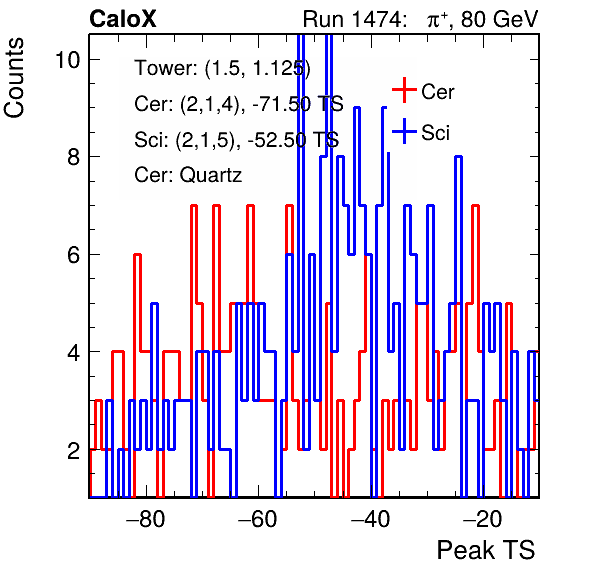 CaloX Run 1474: π⁺, 80 GeV
Counts
Tower: (1.5, 1.125)
Cer: (2,1,4), -71.50 TS
Sci: (2,1,5), -52.50 TS
Cer: Quartz
Cer
Sci
10
8
6
4
2
−80 −60 −40 −20
Peak TS